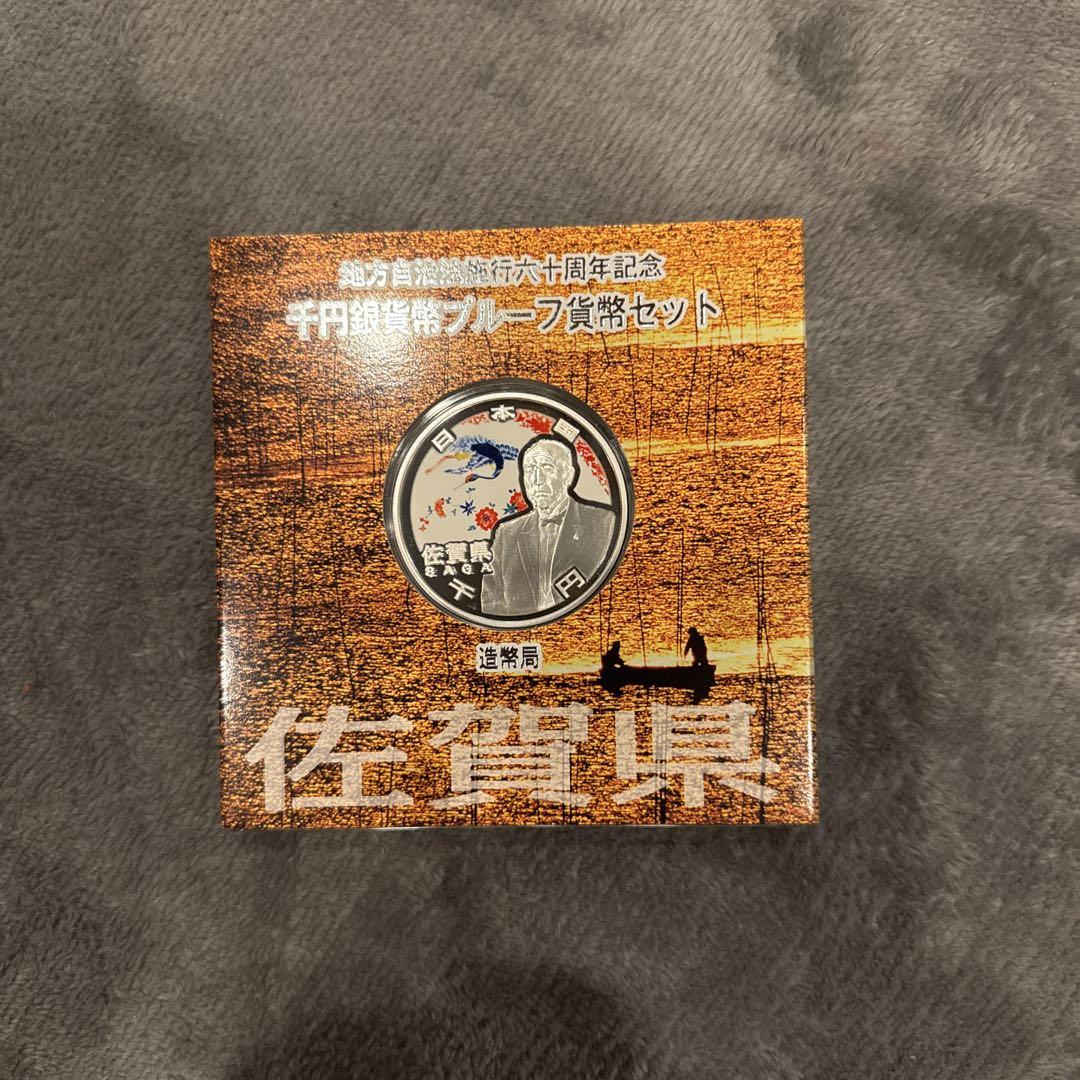 地方自治法施行六十周年記念
千円銀貨幣プルーフ貨幣セット
日本国
佐賀県
SAGA
千円
造幣局
佐賀県